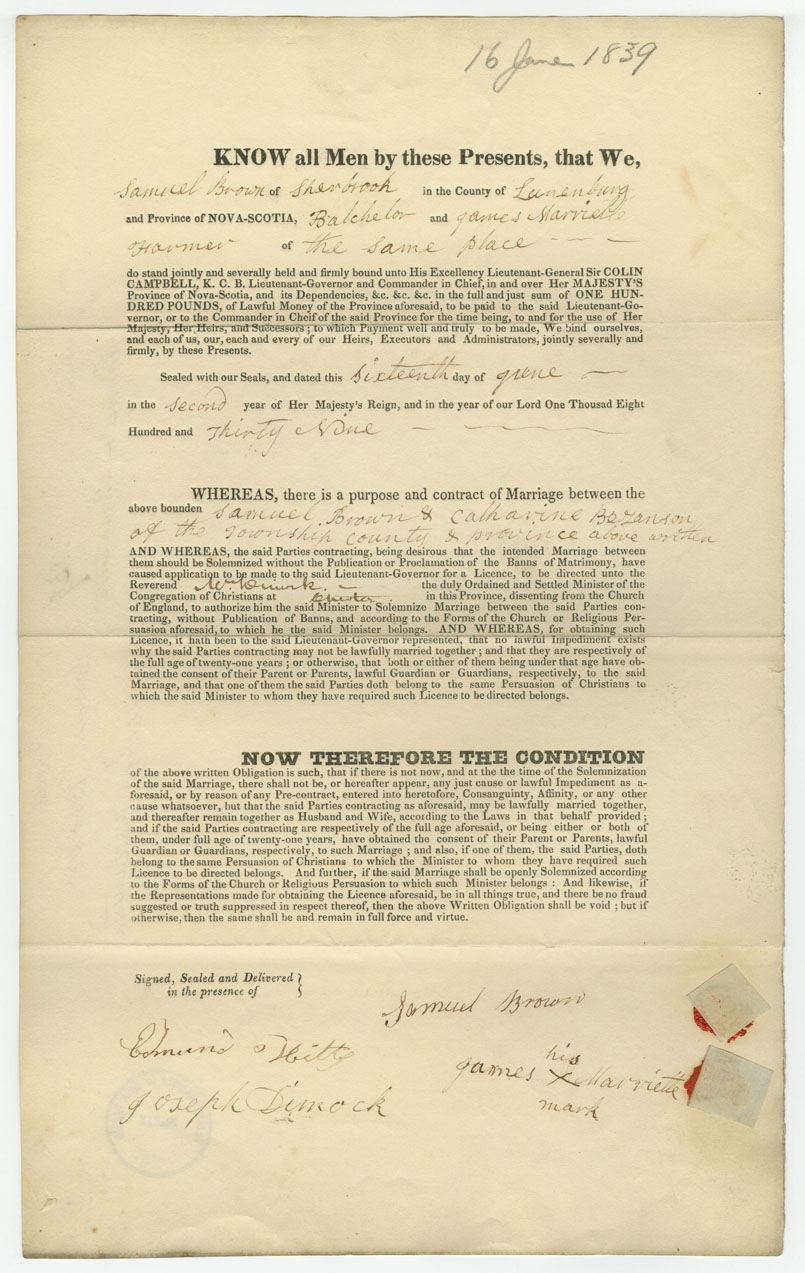 16 June 1839
KNOW all Men by these Presents, that We,
Samuel Brown of Sherbrook in the County of Lunenburg
and Province of NOVA-SCOTIA, Batchelor and James Marriette
Farmer of the same place
do stand jointly and severally held and firmly bound unto His Excellency Lieutenant-General Sir COLIN
CAMPBELL, K. C. B. Lieutenant-Governor and Commander in Chief, in and over Her MAJESTY'S
Province of Nova-Scotia, and its Dependencies, &c. &c. &c. in the full and just sum of ONE HUN-
DRED POUNDS, of Lawful Money of the Province aforesaid, to be paid to the said Lieutenant-Go-
vernor, or to the Commander in Cheif of the said Province for the time being, to and for the use of Her
Majesty, Her Heirs, and Successors ; to which Payment well and truly to be made, We bind ourselves,
and each of us, our, each and every of our Heirs, Executors and Administrators, jointly severally and
firmly, by these Presents.
Sealed with our Seals, and dated this Sixteenth day of June
in the Second year of Her Majesty's Reign, and in the year of our Lord One Thousad Eight
Hundred and Thirty Nine
WHEREAS, there is a purpose and contract of Marriage between the
above bounden Samuel Brown & Catharine Bezanson
of the Township County & province above written
AND WHEREAS, the said Parties contracting, being desirous that the intended Marriage between
them should be Solemnized without the Publication or Proclamation of the Banns of Matrimony, have
caused application to be made to the said Lieutenant-Governor for a Licence, to be directed unto the
Reverend Mr. Dimock the duly Ordained and Settled Minister of the
Congregation of Christians at Chester in this Province, dissenting from the Church
of England, to authorize him the said Minister to Solemnize Marriage between the said Parties con-
tracting, without Publication of Banns, and according to the Forms of the Church or Religious Per-
suasion aforesaid, to which he the said Minister belongs. AND WHEREAS, for obtaining such
Licence, it hath been to the said Lieutenant-Governor represented, that no lawful Impediment exists
why the said Parties contracting may not be lawfully married together ; and that they are respectively of
the full age of twenty-one years ; or otherwise, that both or either of them being under that age have ob-
tained the consent of their Parent or Parents, lawful Guardian or Guardians, respectively, to the said
Marriage, and that one of them the said Parties doth belong to the same Persuasion of Christians to
which the said Minister to whom they have required such Licence to be directed belongs.
NOW THEREFORE THE CONDITION
of the above written Obligation is such, that if there is not now, and at the the time of the Solemnization
of the said Marriage, there shall not be, or hereafter appear, any just cause or lawful Impediment as a-
foresaid, or by reason of any Pre-contract, entered into heretofore, Consanguinty, Affinity, or any other
cause whatsoever, but that the said Parties contracting as aforesaid, may be lawfully married together,
and thereafter remain together as Husband and Wife, according to the Laws in that behalf provided ;
and if the said Parties contracting are respectively of the full age aforesaid, or being either or both of
them, under full age of twenty-one years, have obtained the consent of their Parent or Parents, lawful
Guardian or Guardians, respectively, to such Marriage ; and also, if one of them, the said Parties, doth
belong to the same Persuasion of Christians to which the Minister to whom they have required such
Licence to be directed belongs. And further, if the said Marriage shall be openly Solemnized according
to the Forms of the Church or Religious Persuasion to which such Minister belongs : And likewise, if
the Representations made for obtaining the Licence aforesaid, be in all things true, and there be no fraud
suggested or truth suppressed in respect thereof, then the above Written Obligation shall be void ; but if
otherwise, then the same shall be and remain in full force and virtue.
Signed, Sealed and Delivered
in the presence of
Samuel Brown
Edmund
his
James X Marriette
mark
Joseph Dimock